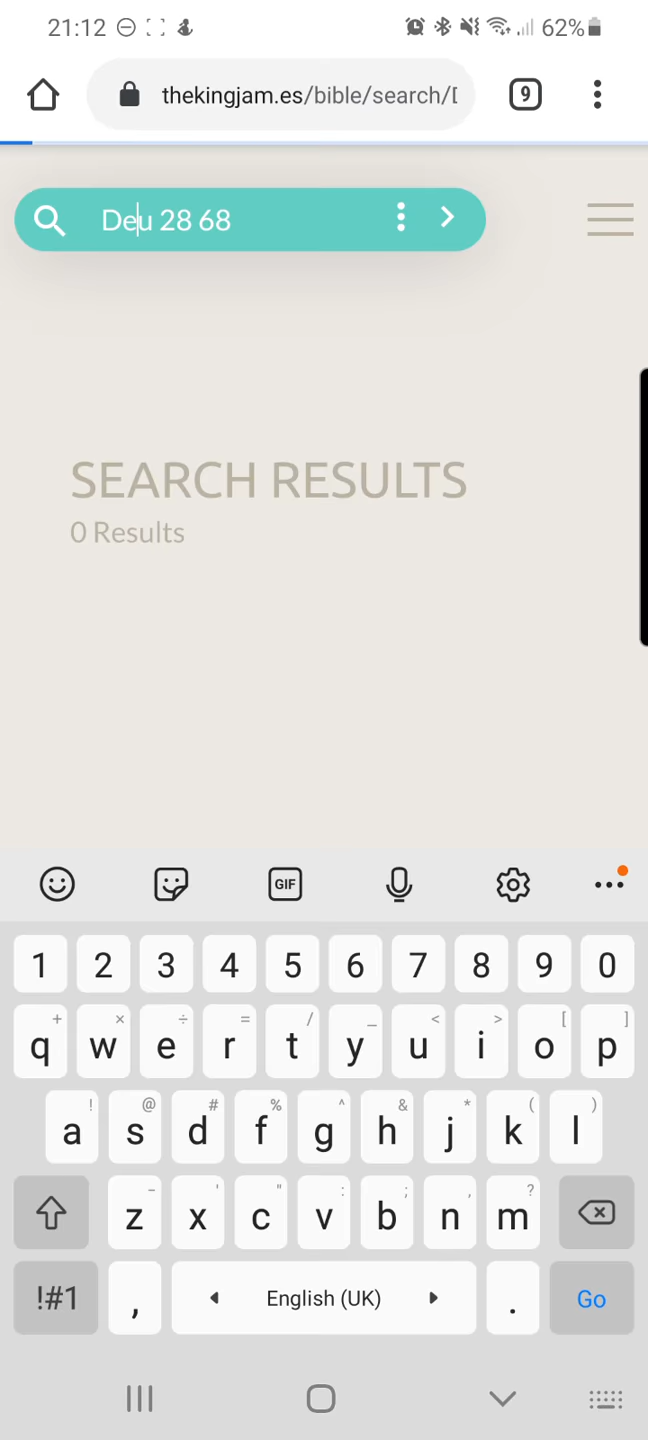 21:12 62%
thekingjam.es/bible/search/[ 9
Deu 28 68
SEARCH RESULTS
0 Results
GIF
1 2 3 4 5 6 7 8 9 0
+ × ÷ = / _ < > [ ]
q w e r t y u i o p
! @ # % ^ & * ( )
a s d f g h j k l
- ' " : ; , ?
z x c v b n m
!#1 , English (UK) . Go